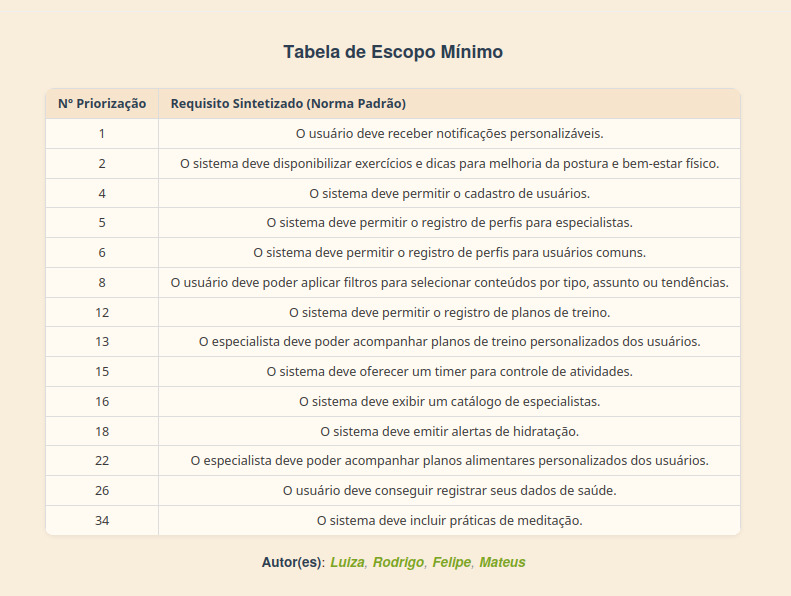 Tabela de Escopo Mínimo
Nº Priorização Requisito Sintetizado (Norma Padrão)
1 O usuário deve receber notificações personalizáveis.
2 O sistema deve disponibilizar exercícios e dicas para melhoria da postura e bem-estar físico.
4 O sistema deve permitir o cadastro de usuários.
5 O sistema deve permitir o registro de perfis para especialistas.
6 O sistema deve permitir o registro de perfis para usuários comuns.
8 O usuário deve poder aplicar filtros para selecionar conteúdos por tipo, assunto ou tendências.
12 O sistema deve permitir o registro de planos de treino.
13 O especialista deve poder acompanhar planos de treino personalizados dos usuários.
15 O sistema deve oferecer um timer para controle de atividades.
16 O sistema deve exibir um catálogo de especialistas.
18 O sistema deve emitir alertas de hidratação.
22 O especialista deve poder acompanhar planos alimentares personalizados dos usuários.
26 O usuário deve conseguir registrar seus dados de saúde.
34 O sistema deve incluir práticas de meditação.
Autor(es): Luiza, Rodrigo, Felipe, Mateus